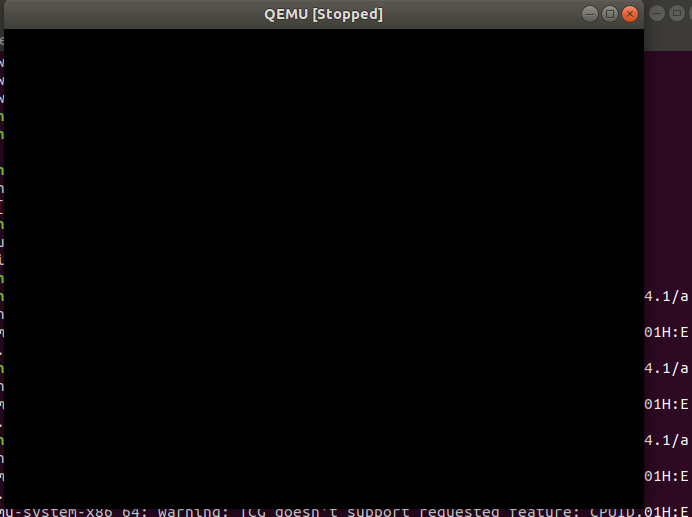 QEMU [Stopped]
4.1/a
01H:E
4.1/a
01H:E
4.1/a
01H:E
mu-system-x86_64: warning: TCG doesn't support requested feature: CPUID.01H:E